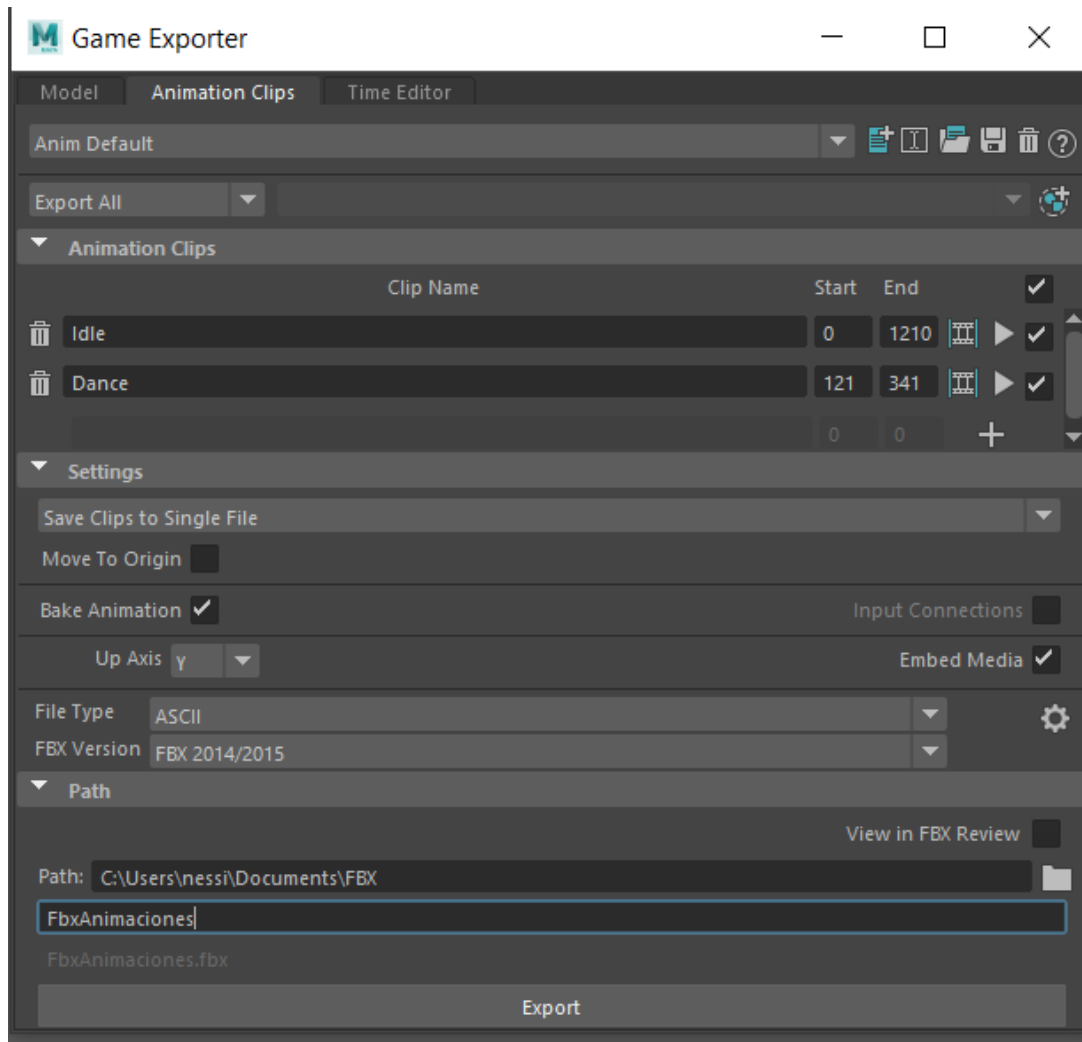 Game Exporter
Model Animation Clips Time Editor
Anim Default
Export All
Animation Clips
Clip Name Start End
Idle 0 1210
Dance 121 341
0 0
Settings
Save Clips to Single File
Move To Origin
Bake Animation Input Connections
Up Axis Y Embed Media
File Type ASCII
FBX Version FBX 2014/2015
Path
View in FBX Review
Path: C:\Users\nessi\Documents\FBX
FbxAnimaciones
FbxAnimaciones.fbx
Export